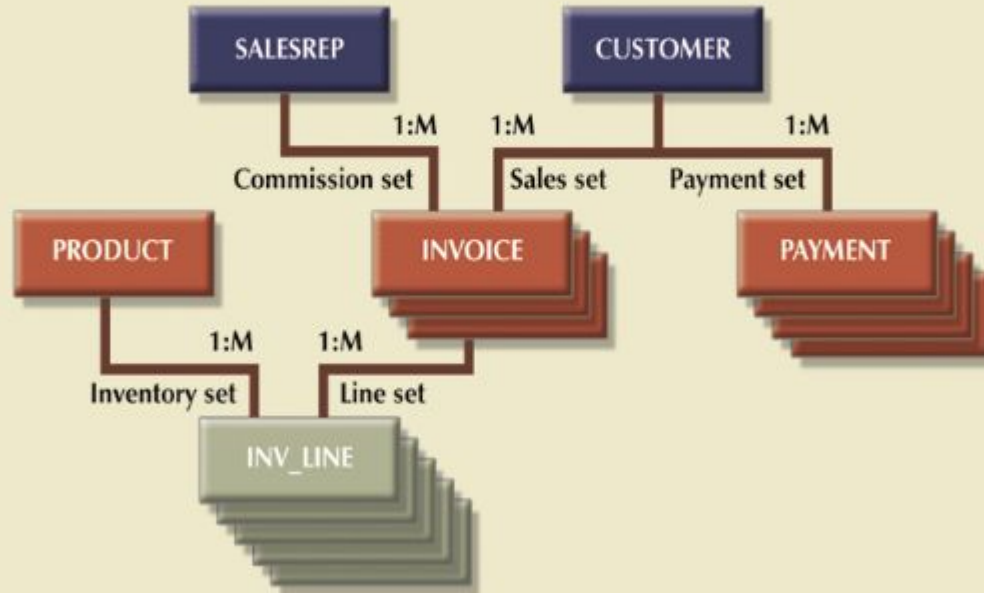 SALESREP
CUSTOMER
1:M
1:M
1:M
Commission set
Sales set
Payment set
PRODUCT
INVOICE
PAYMENT
1:M
1:M
Inventory set
Line set
INV_LINE